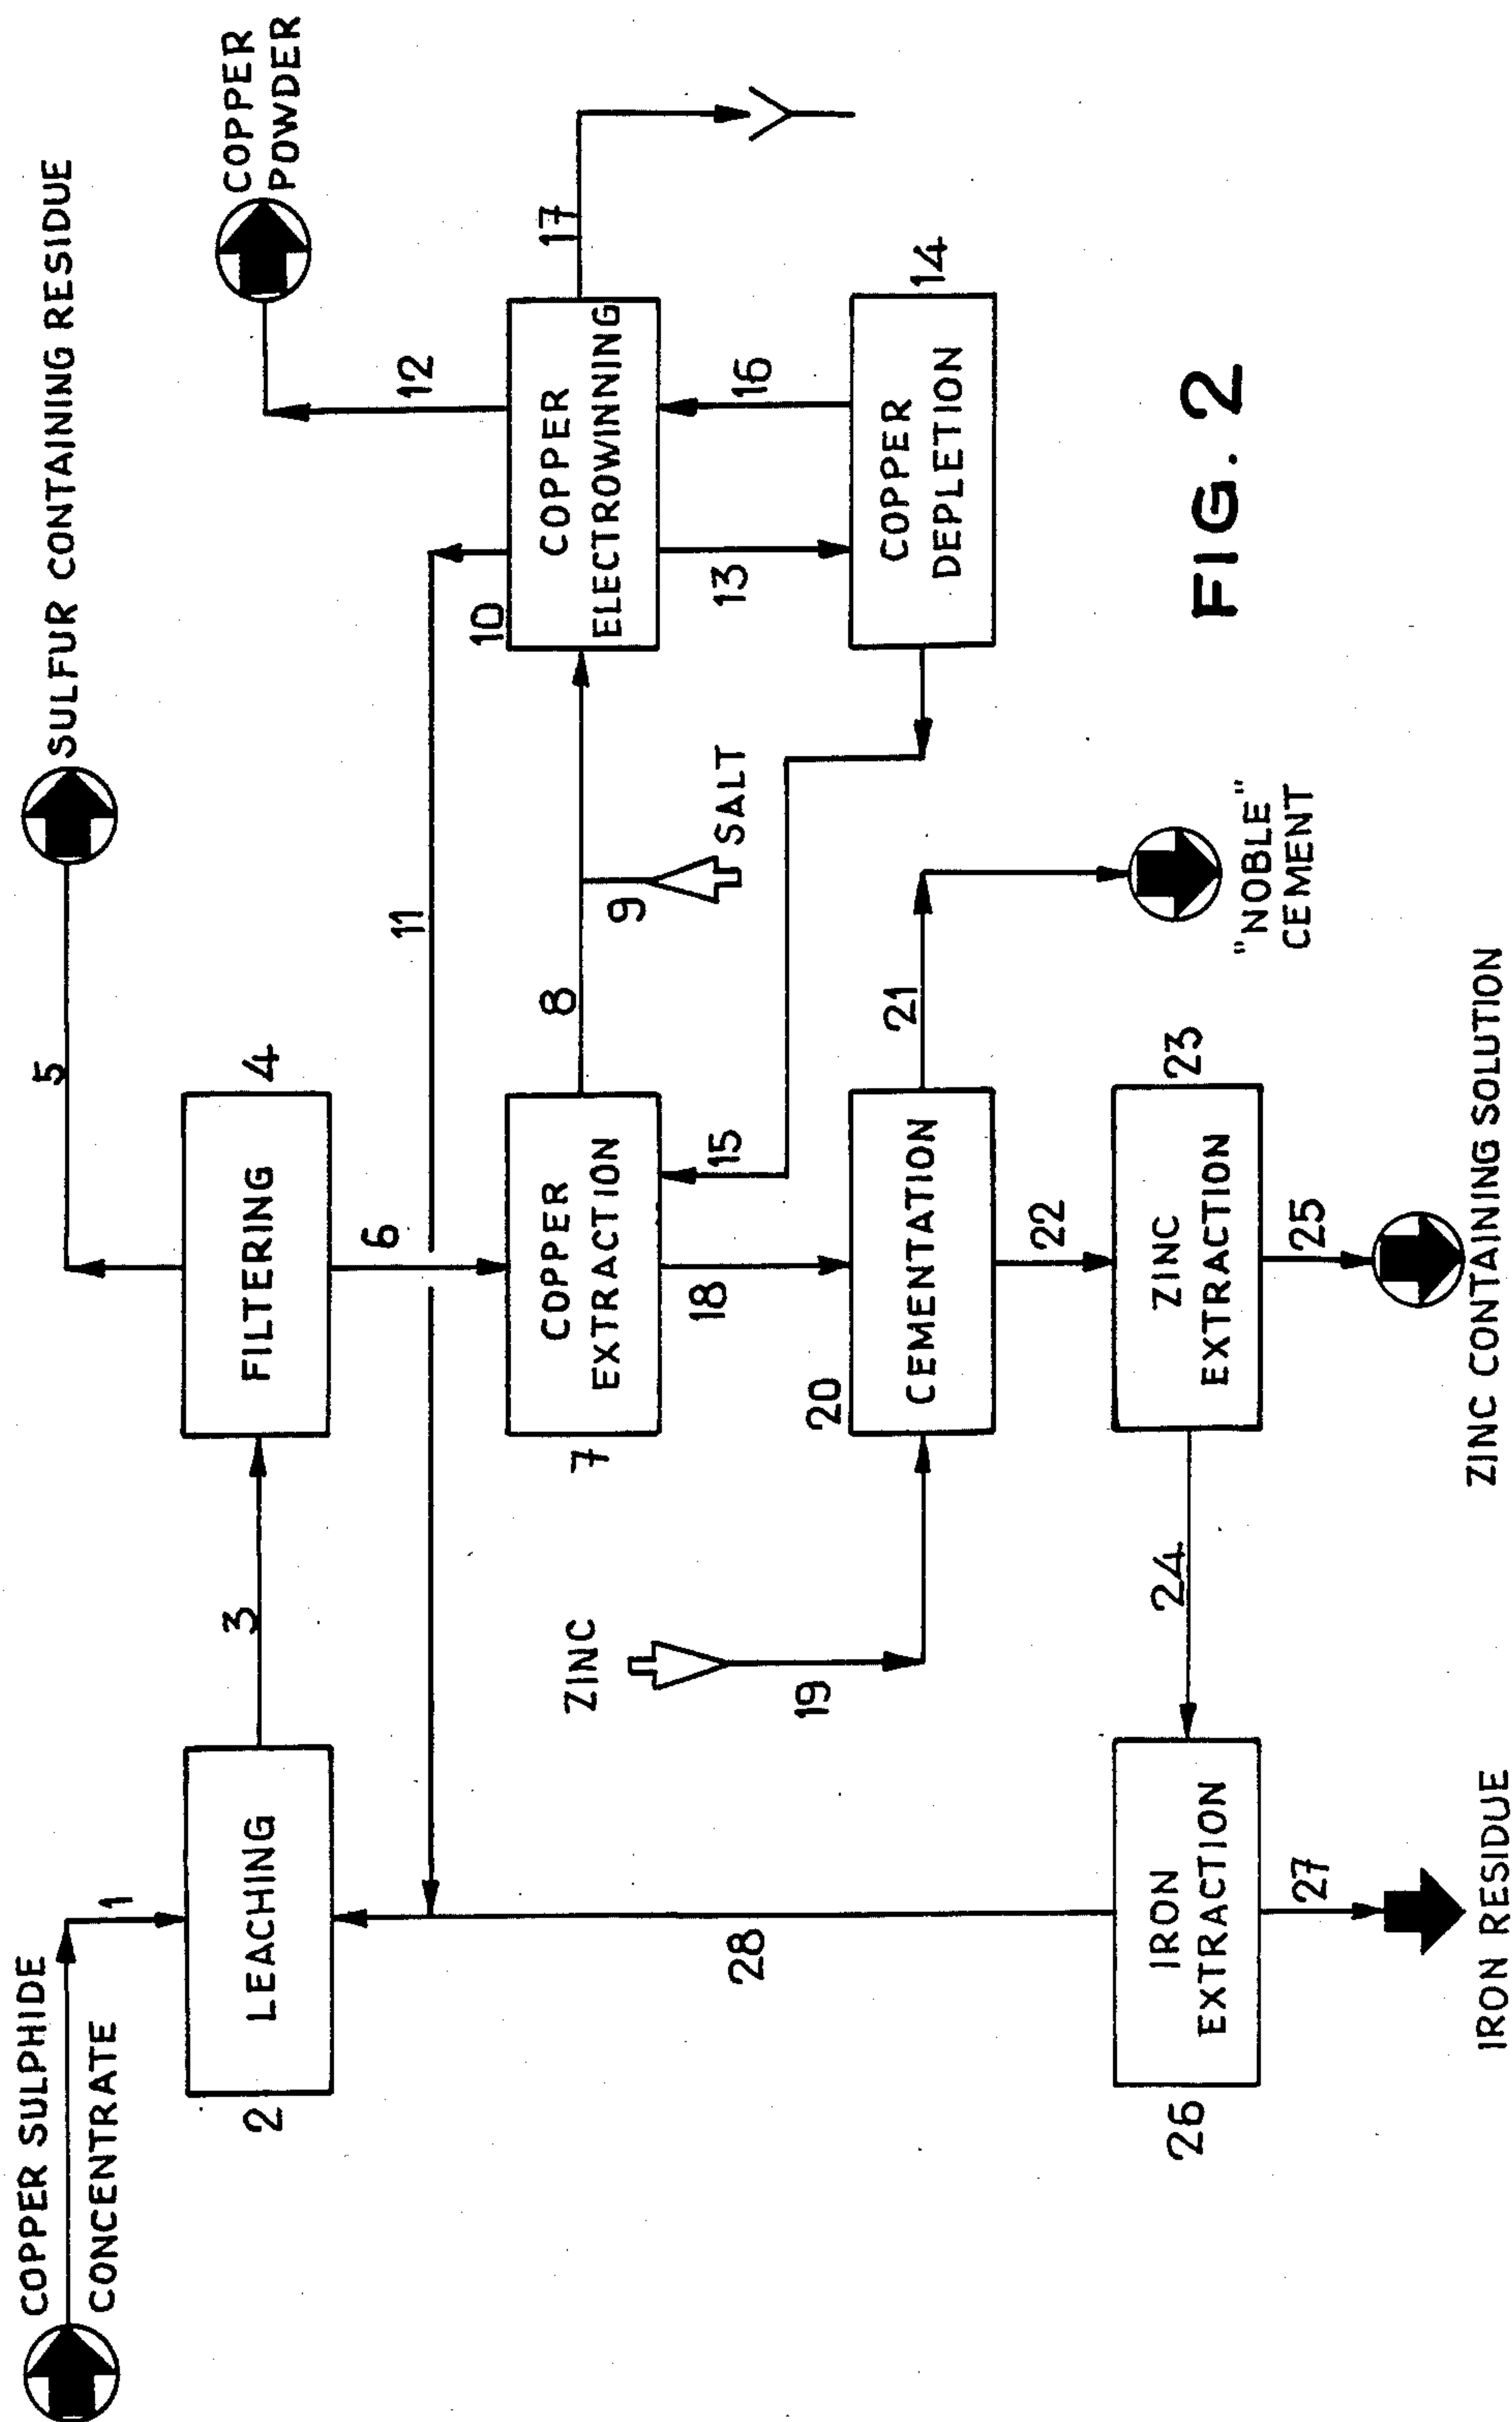 COPPER SULPHIDE
CONCENTRATE
1
LEACHING
2
3
FILTERING
4
5
SULFUR CONTAINING RESIDUE
6
11
COPPER
EXTRACTION
7
8
9
SALT
10
COPPER
ELECTROWINNING
12
COPPER
POWDER
17
13
16
COPPER
DEPLETION
14
15
18
ZINC
19
20
CEMENTATION
21
"NOBLE"
CEMENT
22
ZINC
EXTRACTION
23
24
25
ZINC CONTAINING SOLUTION
IRON
EXTRACTION
26
27
IRON RESIDUE
28
FIG. 2